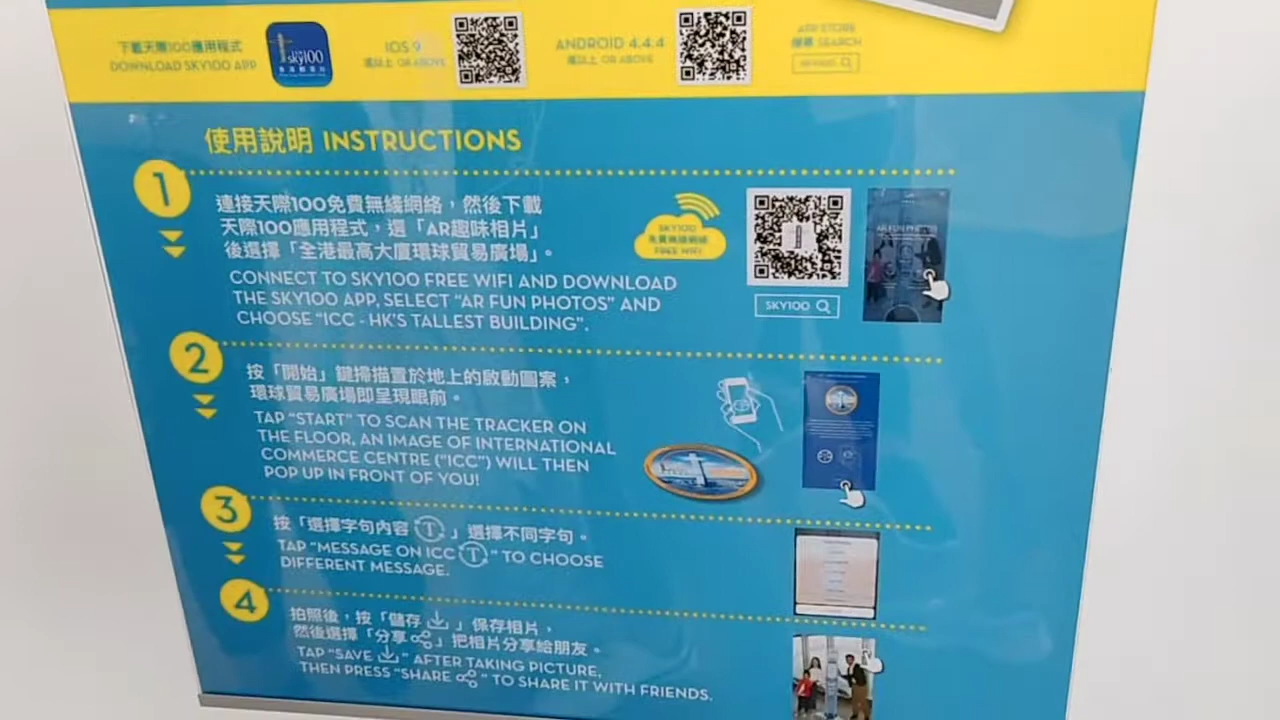 下載天際100應用程式
DOWNLOAD SKY100 APP
sky100
IOS 9
或以上 OR ABOVE
ANDROID 4.4.4
或以上 OR ABOVE
APP STORE
搜尋 SEARCH
SKY100
使用說明 INSTRUCTIONS
1
連接天際100免費無綫網絡，然後下載
天際100應用程式，選「AR趣味相片」
後選擇「全港最高大廈環球貿易廣場」。
CONNECT TO SKY100 FREE WIFI AND DOWNLOAD
THE SKY100 APP, SELECT "AR FUN PHOTOS" AND
CHOOSE "ICC - HK'S TALLEST BUILDING".
SKY100
免費無線網絡
FREE WIFI
SKY100
AR FUN PHOTOS
2
按「開始」鍵掃描置於地上的啟動圖案，
環球貿易廣場即呈現眼前。
TAP "START" TO SCAN THE TRACKER ON
THE FLOOR, AN IMAGE OF INTERNATIONAL
COMMERCE CENTRE ("ICC") WILL THEN
POP UP IN FRONT OF YOU!
3
按「選擇字句內容 T 」選擇不同字句。
TAP "MESSAGE ON ICC T " TO CHOOSE
DIFFERENT MESSAGE.
4
拍照後，按「儲存 」保存相片，
然後選擇「分享 」把相片分享給朋友。
TAP "SAVE " AFTER TAKING PICTURE,
THEN PRESS "SHARE " TO SHARE IT WITH FRIENDS.